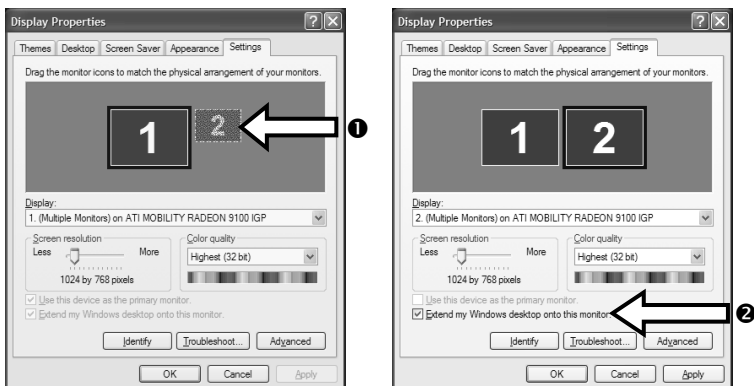 Display Properties
Themes Desktop Screen Saver Appearance Settings
Drag the monitor icons to match the physical arrangement of your monitors.
1 2
❶
Display:
1. (Multiple Monitors) on ATI MOBILITY RADEON 9100 IGP
Screen resolution
Less More
1024 by 768 pixels
Color quality
Highest (32 bit)
Use this device as the primary monitor.
Extend my Windows desktop onto this monitor.
Identify Troubleshoot... Advanced
OK Cancel Apply
Display Properties
Themes Desktop Screen Saver Appearance Settings
Drag the monitor icons to match the physical arrangement of your monitors.
1 2
Display:
2. (Multiple Monitors) on ATI MOBILITY RADEON 9100 IGP
Screen resolution
Less More
1024 by 768 pixels
Color quality
Highest (32 bit)
Use this device as the primary monitor.
Extend my Windows desktop onto this monitor.
❷
Identify Troubleshoot... Advanced
OK Cancel Apply